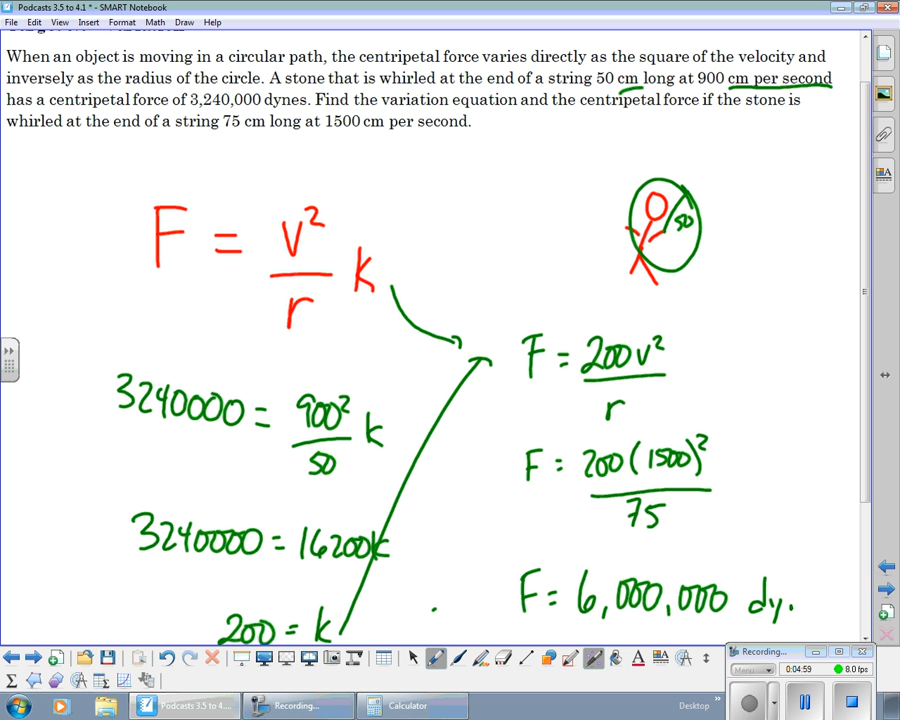 Podcasts 3.5 to 4.1 * - SMART Notebook
File Edit View Insert Format Math Draw Help
When an object is moving in a circular path, the centripetal force varies directly as the square of the velocity and
inversely as the radius of the circle. A stone that is whirled at the end of a string 50 cm long at 900 cm per second
has a centripetal force of 3,240,000 dynes. Find the variation equation and the centripetal force if the stone is
whirled at the end of a string 75 cm long at 1500 cm per second.
50
F = v² / r k
3240000 = 900² / 50 k
3240000 = 16200k
200 = k
F = 200v² / r
F = 200(1500)² / 75
F = 6,000,000 dy.
Recording...
Menu
04:59
8.0 fps
Podcasts 3.5 to 4....
Recording...
Calculator
Desktop